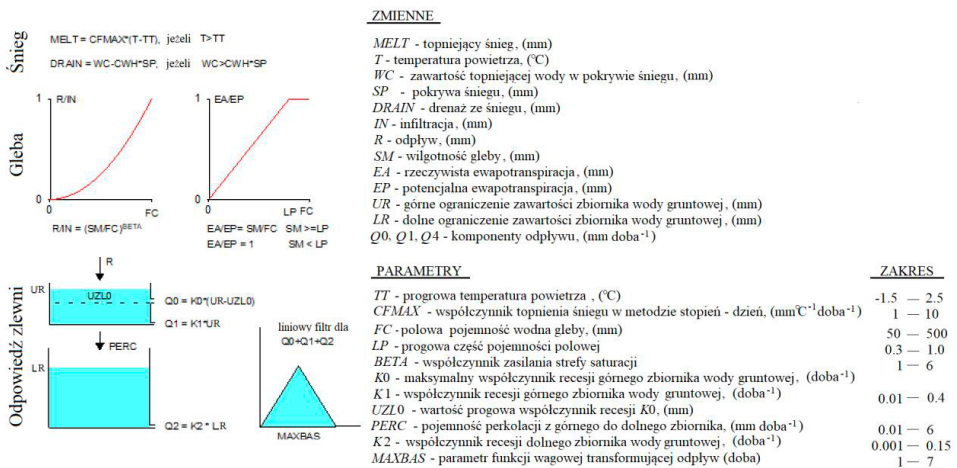 Śnieg
MELT = CFMAX*(T-TT), jeżeli T>TT
DRAIN = WC-CWH*SP, jeżeli WC>CWH*SP
Gleba
1
R/IN
0
0
FC
R/IN = (SM/FC)^BETA
1
EA/EP
0
0
LP FC
EA/EP= SM/FC SM >=LP
EA/EP = 1 SM < LP
Odpowiedź zlewni
R
UR
UZL0
Q0 = K0*(UR-UZL0)
Q1 = K1*UR
PERC
LR
Q2 = K2 * LR
liniowy filtr dla
Q0+Q1+Q2
MAXBAS
ZMIENNE
MELT - topniejący śnieg, (mm)
T - temperatura powietrza, (℃)
WC - zawartość topniejącej wody w pokrywie śniegu, (mm)
SP - pokrywa śniegu, (mm)
DRAIN - drenaż ze śniegu, (mm)
IN - infiltracja, (mm)
R - odpływ, (mm)
SM - wilgotność gleby, (mm)
EA - rzeczywista ewapotranspiracja, (mm)
EP - potencjalna ewapotranspiracja, (mm)
UR - górne ograniczenie zawartości zbiornika wody gruntowej, (mm)
LR - dolne ograniczenie zawartości zbiornika wody gruntowej, (mm)
Q0, Q1, Q4 - komponenty odpływu, (mm doba⁻¹)
PARAMETRY ZAKRES
TT - progowa temperatura powietrza , (℃) -1.5 — 2.5
CFMAX - współczynnik topnienia śniegu w metodzie stopień - dzień, (mm℃⁻¹doba⁻¹) 1 — 10
FC - polowa pojemność wodna gleby, (mm) 50 — 500
LP - progowa część pojemności polowej 0.3 — 1.0
BETA - współczynnik zasilania strefy saturacji 1 — 6
K0 - maksymalny współczynnik recesji górnego zbiornika wody gruntowej, (doba⁻¹)
K1 - współczynnik recesji górnego zbiornika wody gruntowej, (doba⁻¹) 0.01 — 0.4
UZL0 - wartość progowa współczynnik recesji K0, (mm)
PERC - pojemność perkolacji z górnego do dolnego zbiornika, (mm doba⁻¹) 0.01 — 6
K2 - współczynnik recesji dolnego zbiornika wody gruntowej, (doba⁻¹) 0.001 — 0.15
MAXBAS - parametr funkcji wagowej transformującej odpływ (doba) 1 — 7